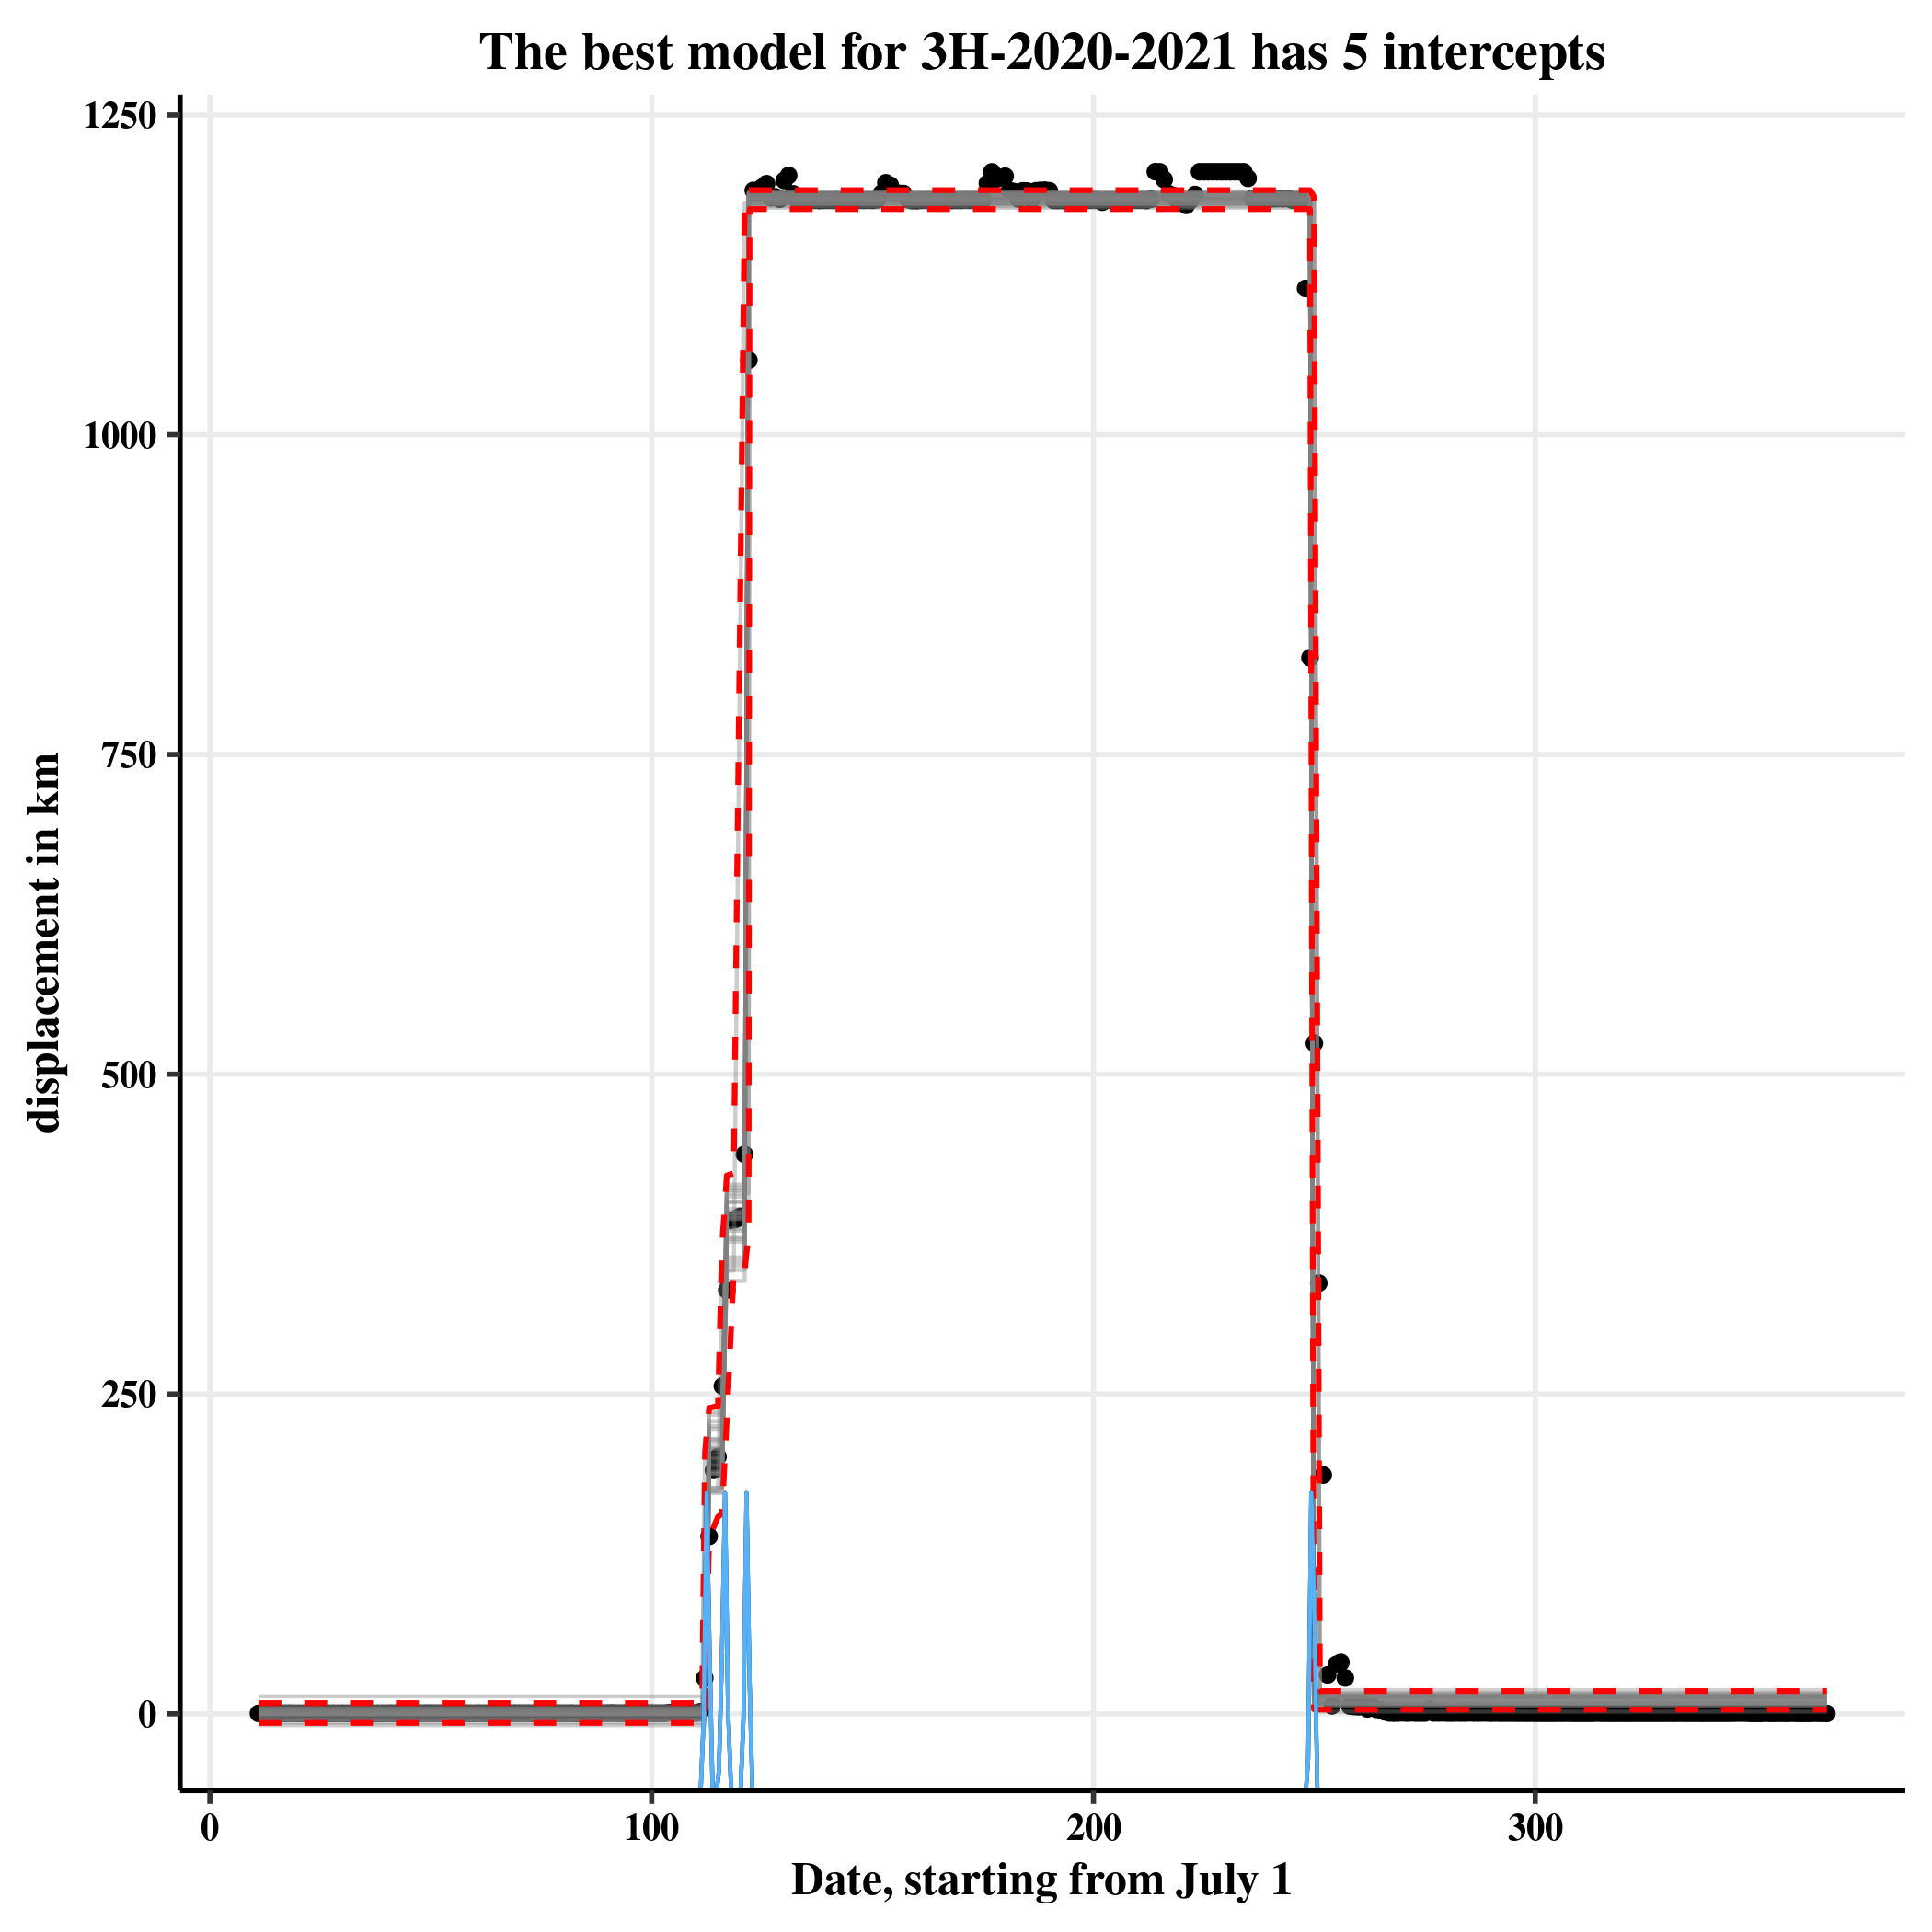 The best model for 3H-2020-2021 has 5 intercepts
1250
1000
750
500
250
0
displacement in km
0 100 200 300
Date, starting from July 1